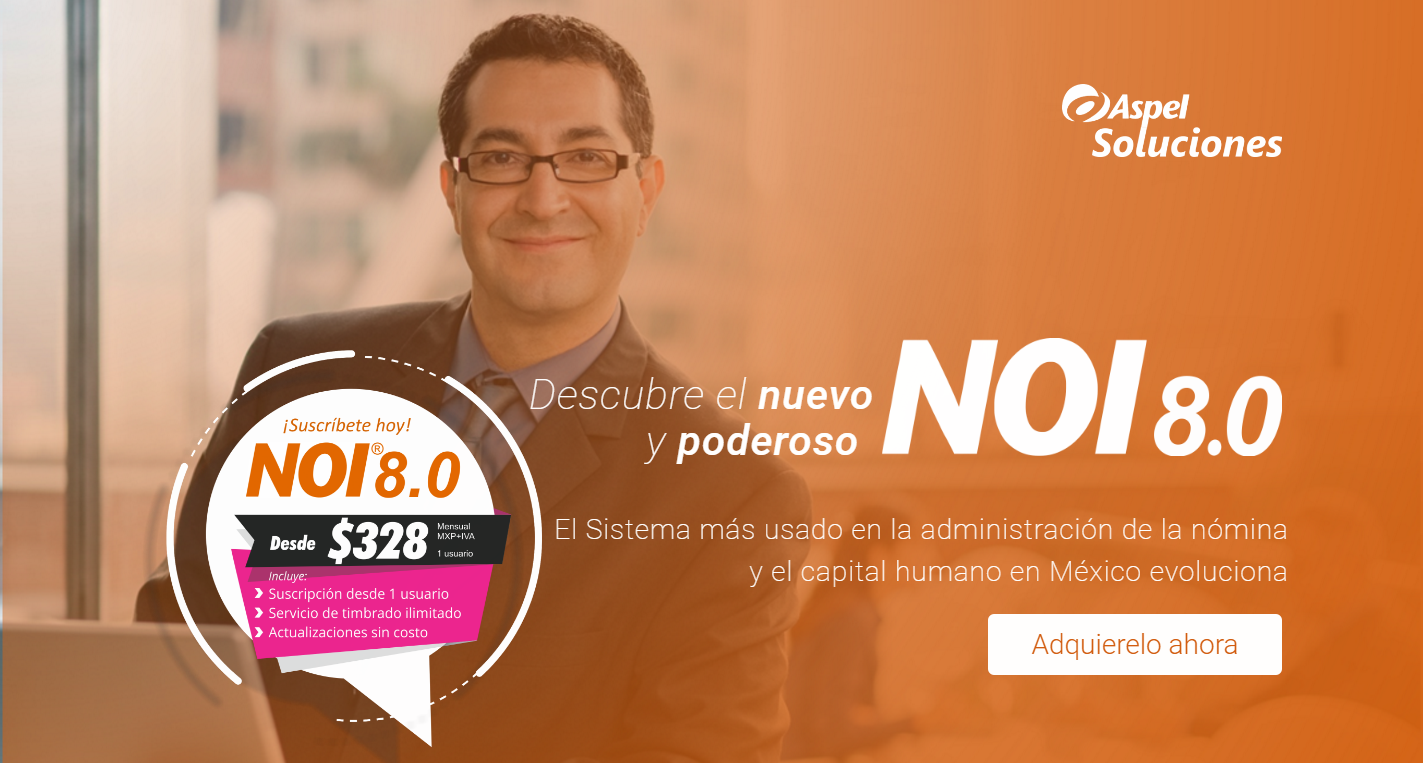 Aspel
Soluciones
Descubre el nuevo
y poderoso
NOI 8.0
El Sistema más usado en la administración de la nómina
y el capital humano en México evoluciona
Adquierelo ahora
¡Suscríbete hoy!
NOI® 8.0
Desde $328 Mensual
MXP+IVA
1 usuario
Incluye:
Suscripción desde 1 usuario
Servicio de timbrado ilimitado
Actualizaciones sin costo